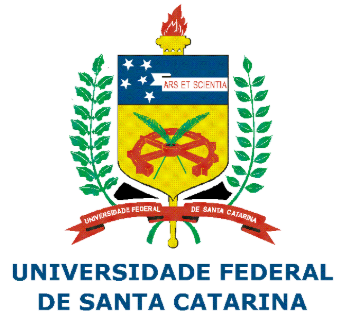 ARS ET SCIENTIA
UNIVERSIDADE FEDERAL DE SANTA CATARINA
UNIVERSIDADE FEDERAL
DE SANTA CATARINA